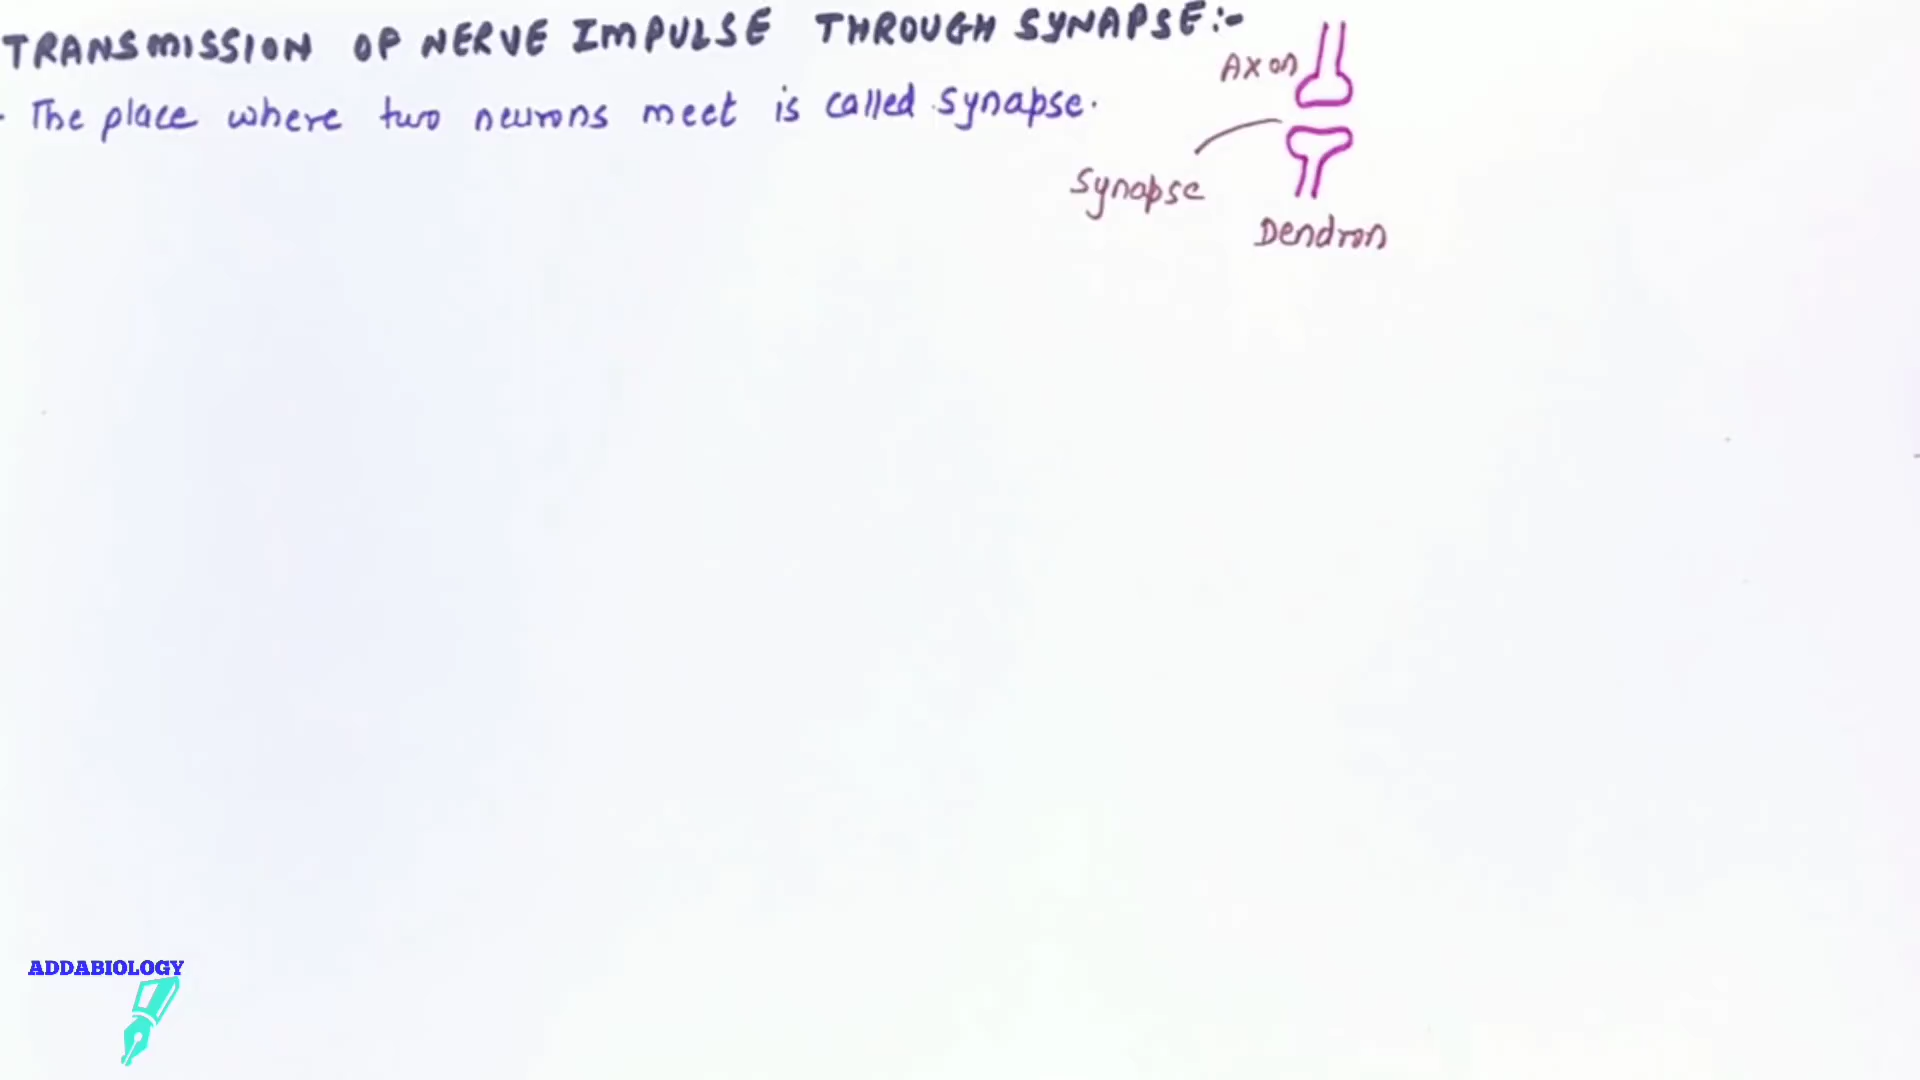 TRANSMISSION OF NERVE IMPULSE THROUGH SYNAPSE:-
· The place where two neurons meet is called synapse.
Axon
Synapse
Dendron
ADDABIOLOGY